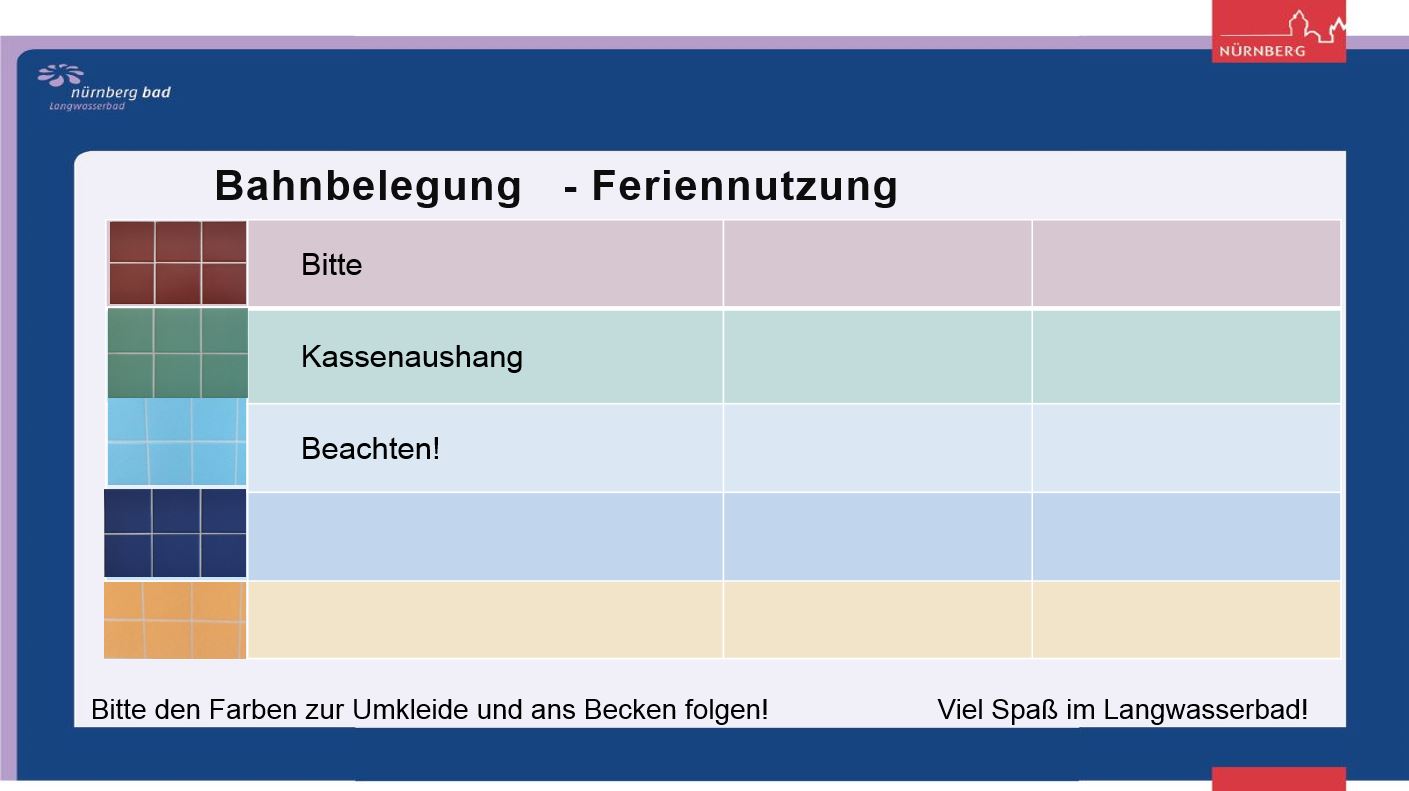 NÜRNBERG
nürnberg bad
Langwasserbad
Bahnbelegung - Feriennutzung
Bitte
Kassenaushang
Beachten!
Bitte den Farben zur Umkleide und ans Becken folgen! Viel Spaß im Langwasserbad!